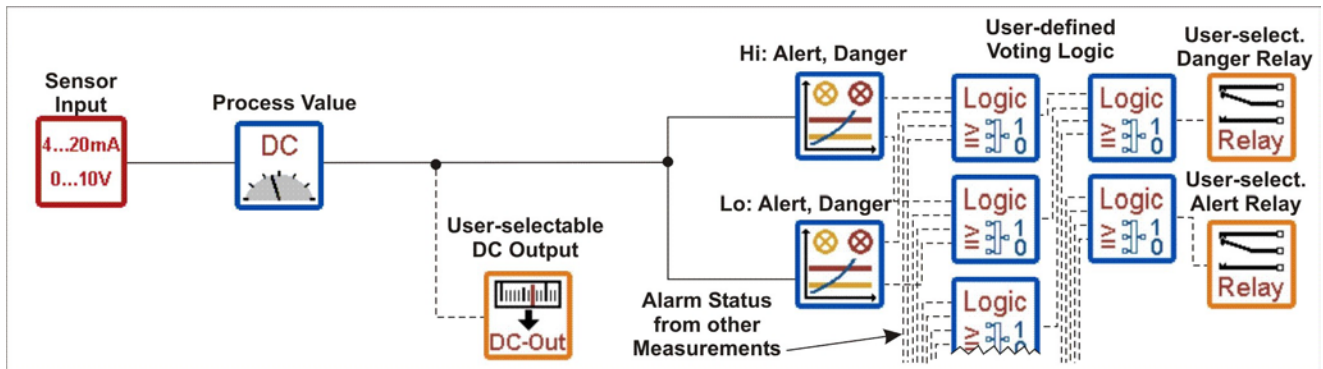 Sensor
Input
4...20mA
0...10V
Process Value
DC
User-selectable
DC Output
DC-Out
Hi: Alert, Danger
Lo: Alert, Danger
Alarm Status
from other
Measurements
User-defined
Voting Logic
Logic
≥ 1
0
Logic
≥ 1
0
Logic
≥ 1
0
Logic
≥ 1
0
Logic
≥ 1
0
User-select.
Danger Relay
Relay
User-select.
Alert Relay
Relay